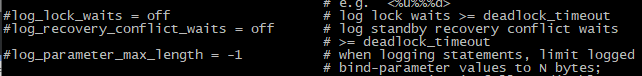 # e.g. '<%u%%%d>'
#log_lock_waits = off # log lock waits >= deadlock_timeout
#log_recovery_conflict_waits = off # log standby recovery conflict waits
# >= deadlock_timeout
#log_parameter_max_length = -1 # when logging statements, limit logged
# bind-parameter values to N bytes;